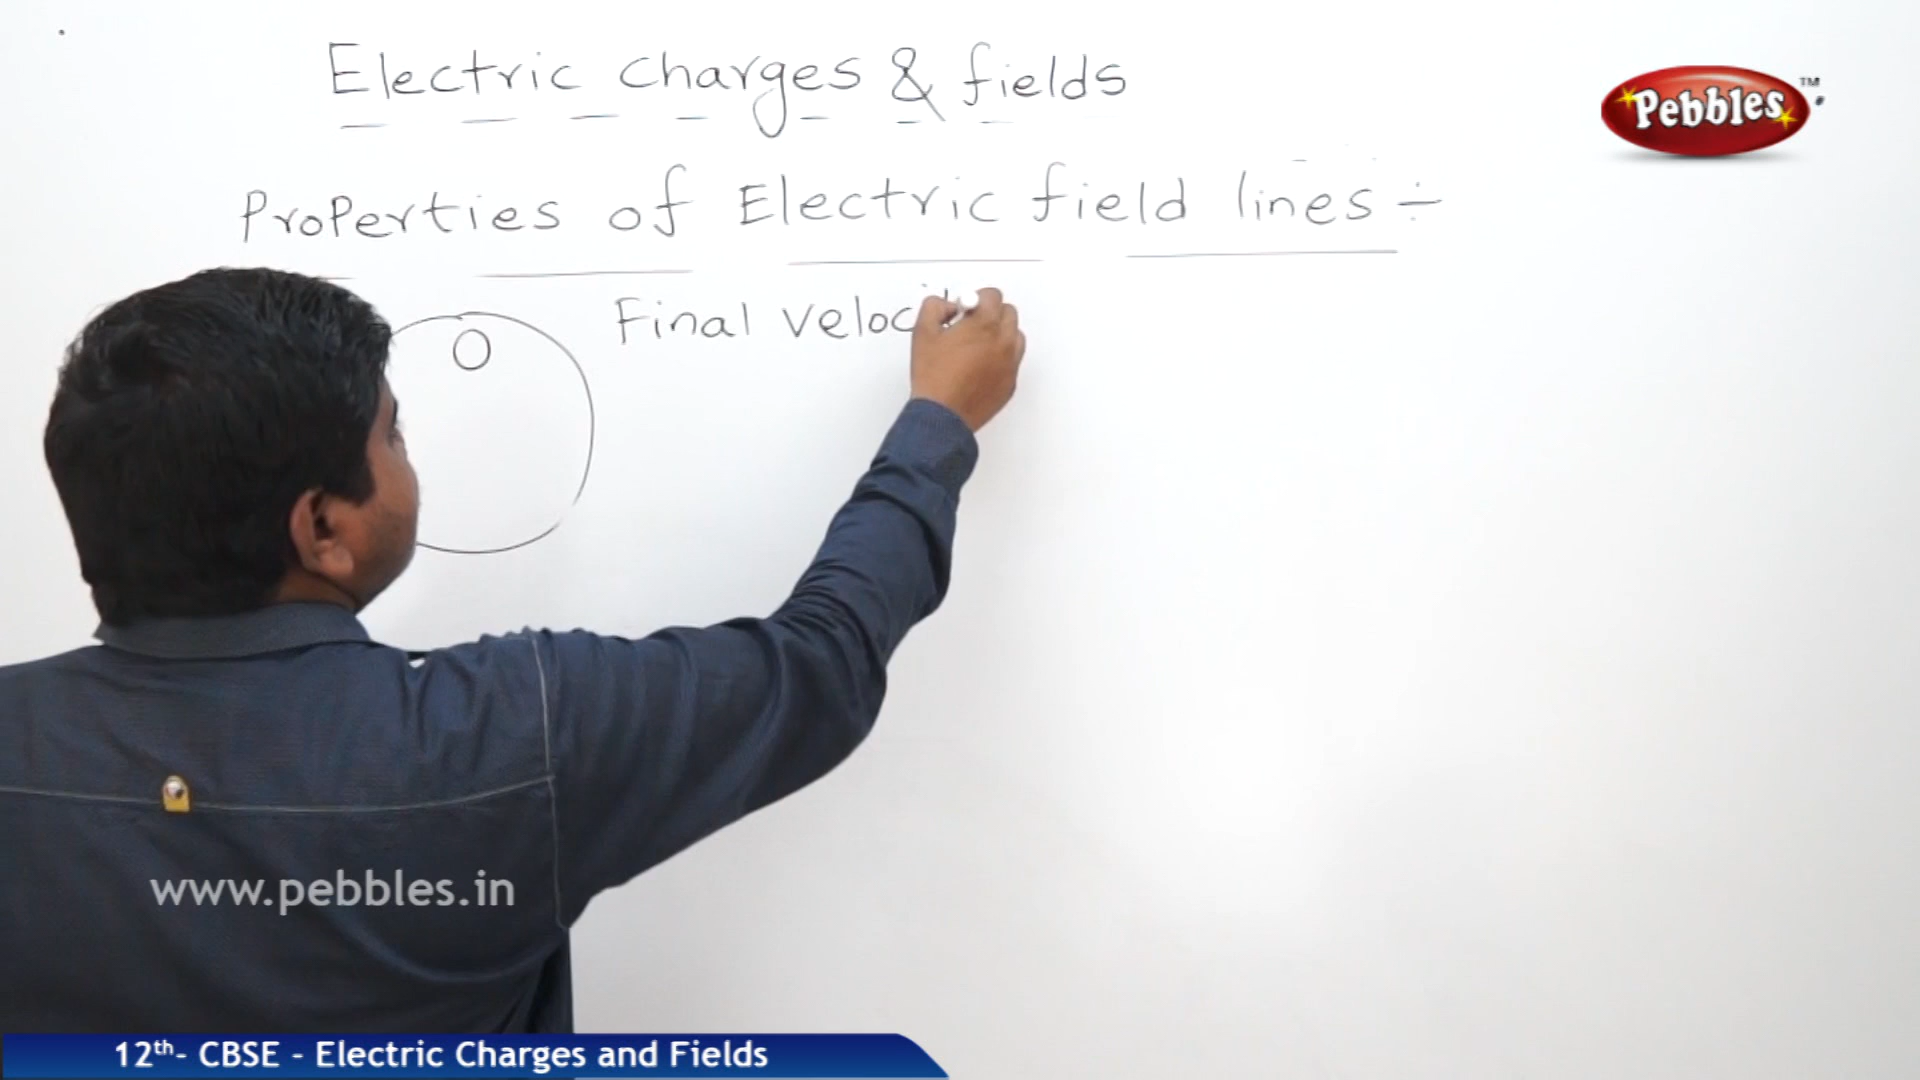 Electric charges & fields
Pebbles TM
Properties of Electric field lines ÷
Final
www.pebbles.in
12th- CBSE - Electric Charges and Fields